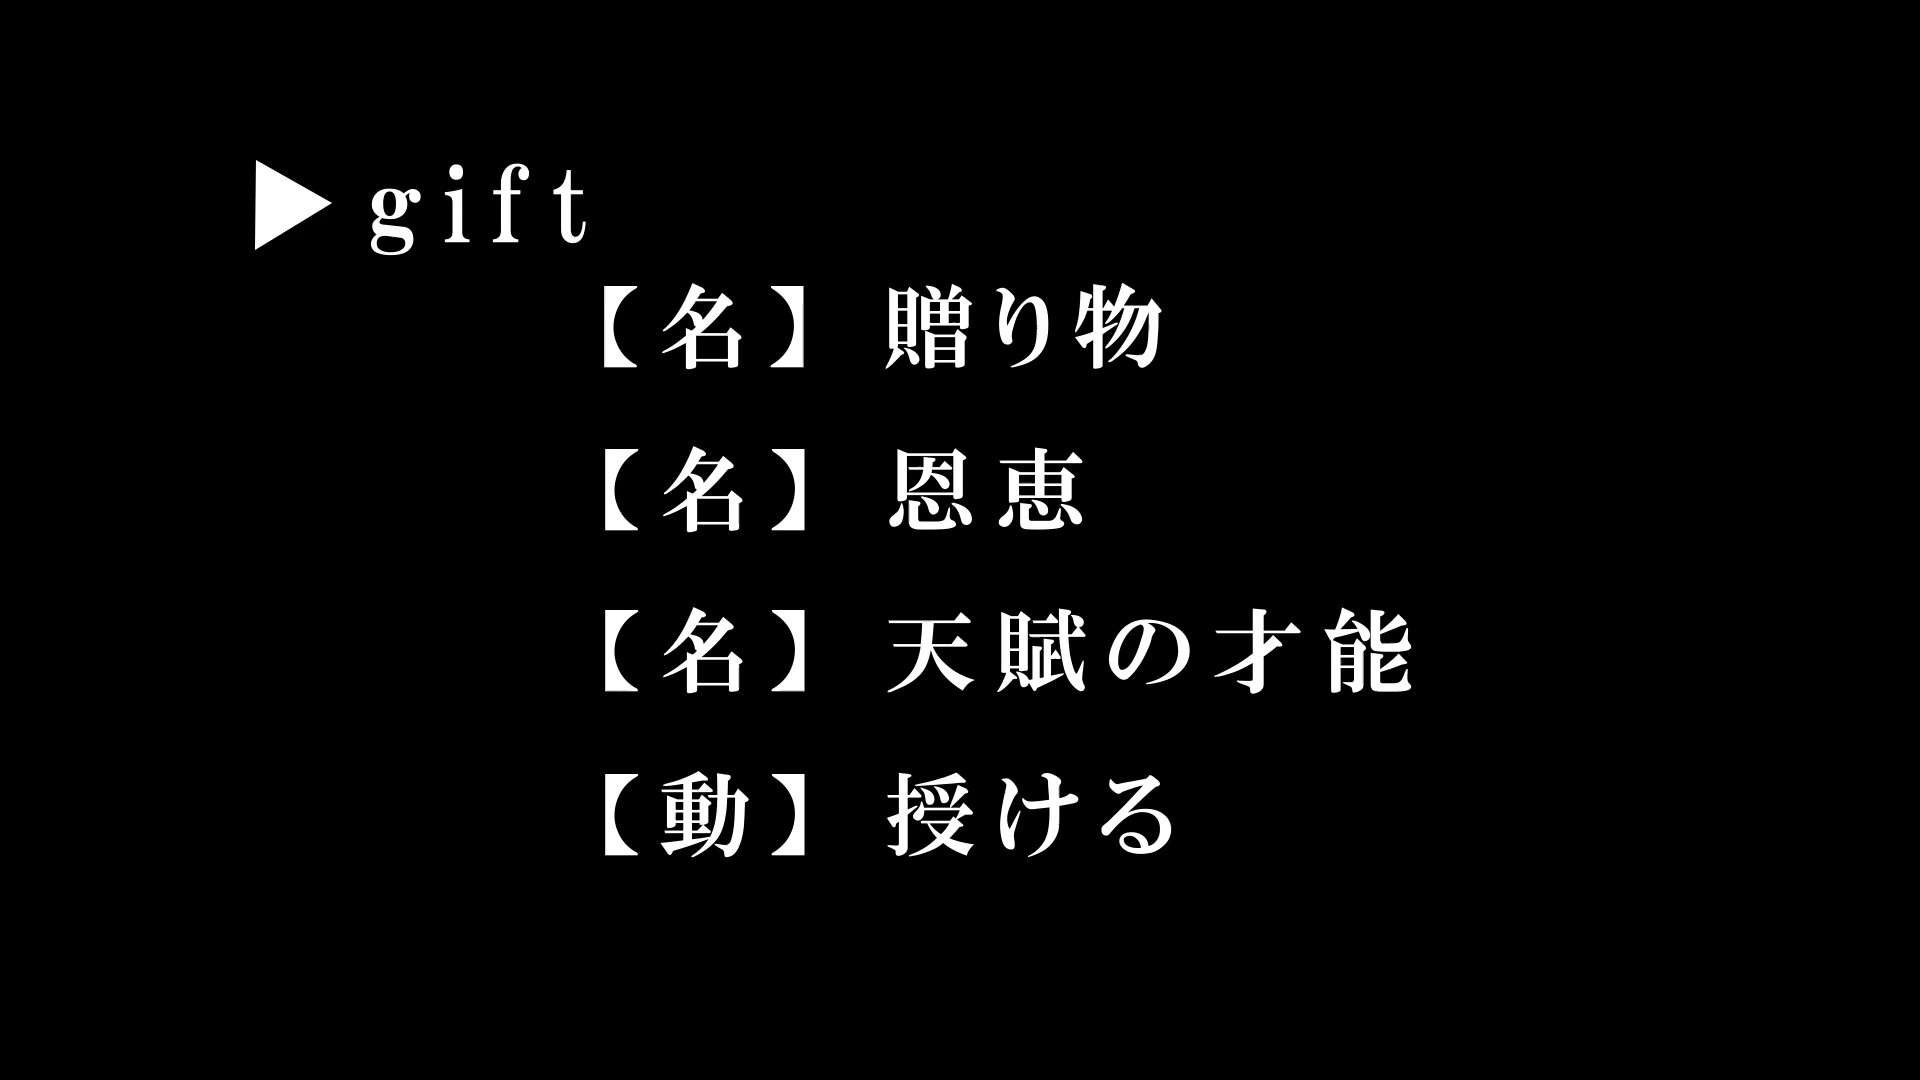 ▶gift
【名】 贈り物
【名】 恩恵
【名】 天賦の才能
【動】 授ける